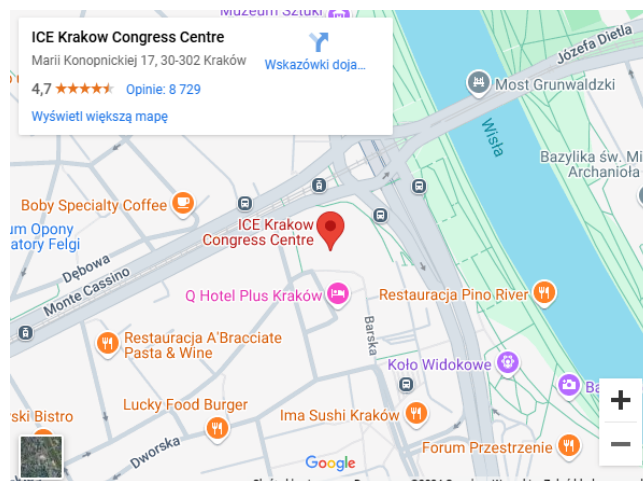 Muzeum Sztuki
ICE Krakow Congress Centre
Marii Konopnickiej 17, 30-302 Kraków
Wskazówki doja…
4,7
Opinie: 8 729
Wyświetl większą mapę
Józefa Dietla
Most Grunwaldzki
Wisła
Bazylika św. Mi
Archanioła
Boby Specialty Coffee
um Opony
atory Felgi
ICE Krakow
Congress Centre
Dębowa
Monte Cassino
Q Hotel Plus Kraków
Restauracja Pino River
Barska
Restauracja A'Bracciate
Pasta & Wine
Koło Widokowe
Ba
ski Bistro
Lucky Food Burger
Ima Sushi Kraków
+
Dworska
Forum Przestrzenie
−
Google